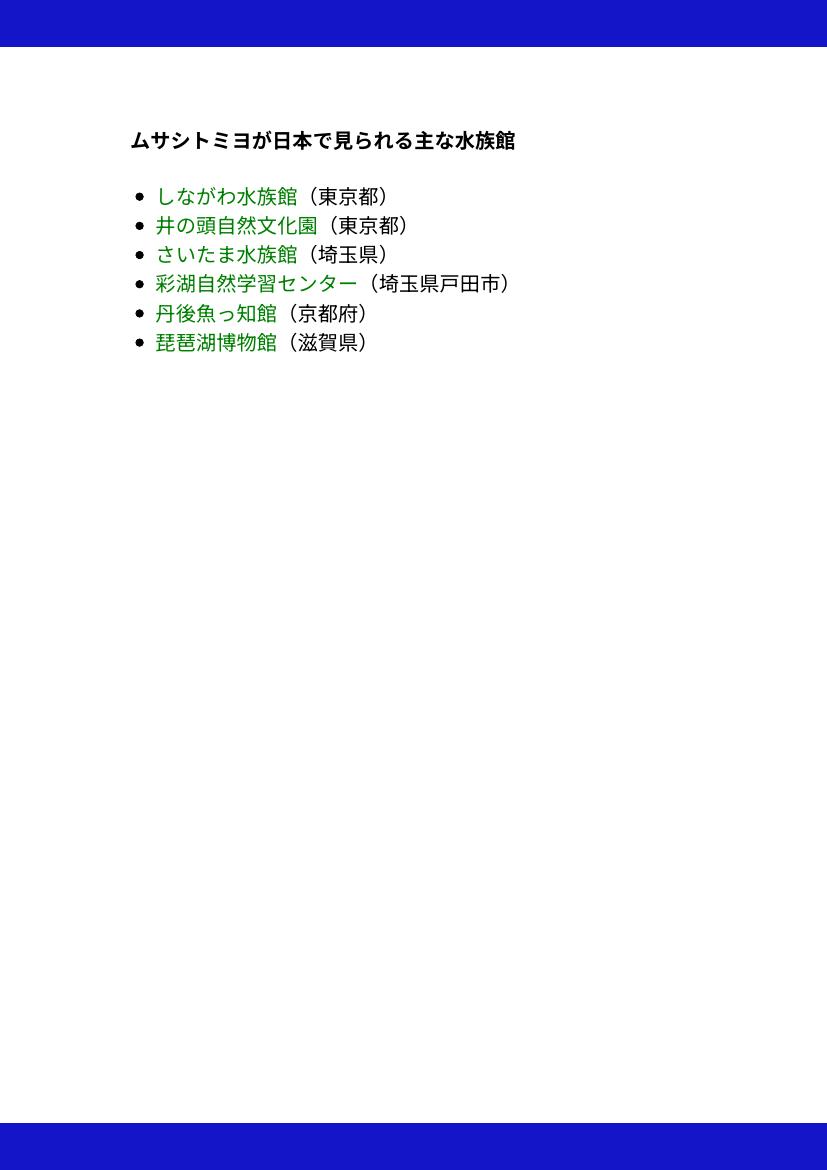 ムサシトミヨが日本で見られる主な水族館
• しながわ水族館（東京都）
• 井の頭自然文化園（東京都）
• さいたま水族館（埼玉県）
• 彩湖自然学習センター（埼玉県戸田市）
• 丹後魚っ知館（京都府）
• 琵琶湖博物館（滋賀県）